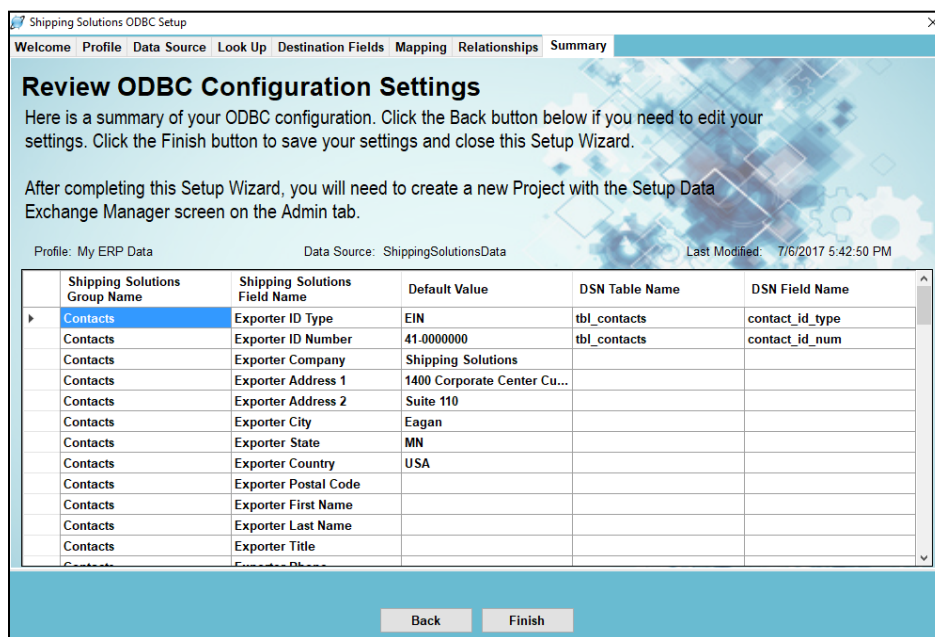 Shipping Solutions ODBC Setup
Welcome Profile Data Source Look Up Destination Fields Mapping Relationships Summary
Review ODBC Configuration Settings
Here is a summary of your ODBC configuration. Click the Back button below if you need to edit your
settings. Click the Finish button to save your settings and close this Setup Wizard.
After completing this Setup Wizard, you will need to create a new Project with the Setup Data
Exchange Manager screen on the Admin tab.
Profile: My ERP Data Data Source: ShippingSolutionsData Last Modified: 7/6/2017 5:42:50 PM
Shipping Solutions Group Name Shipping Solutions Field Name Default Value DSN Table Name DSN Field Name
Contacts Exporter ID Type EIN tbl_contacts contact_id_type
Contacts Exporter ID Number 41-0000000 tbl_contacts contact_id_num
Contacts Exporter Company Shipping Solutions
Contacts Exporter Address 1 1400 Corporate Center Cu...
Contacts Exporter Address 2 Suite 110
Contacts Exporter City Eagan
Contacts Exporter State MN
Contacts Exporter Country USA
Contacts Exporter Postal Code
Contacts Exporter First Name
Contacts Exporter Last Name
Contacts Exporter Title
Contacts Exporter Phone
Back Finish